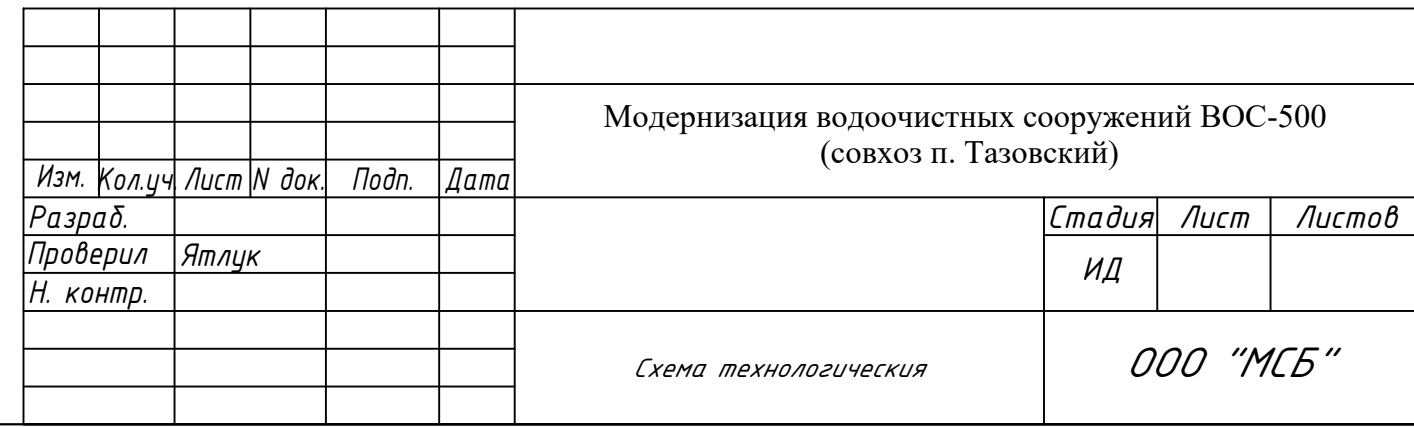 Модернизация водоочистных сооружений ВОС-500
(совхоз п. Тазовский)
Изм. Кол.уч. Лист N док. Подп. Дата
Разраб.
Стадия Лист Листов
Проверил Ятлук
ИД
Н. контр.
Схема технологическия
ООО "МСБ"